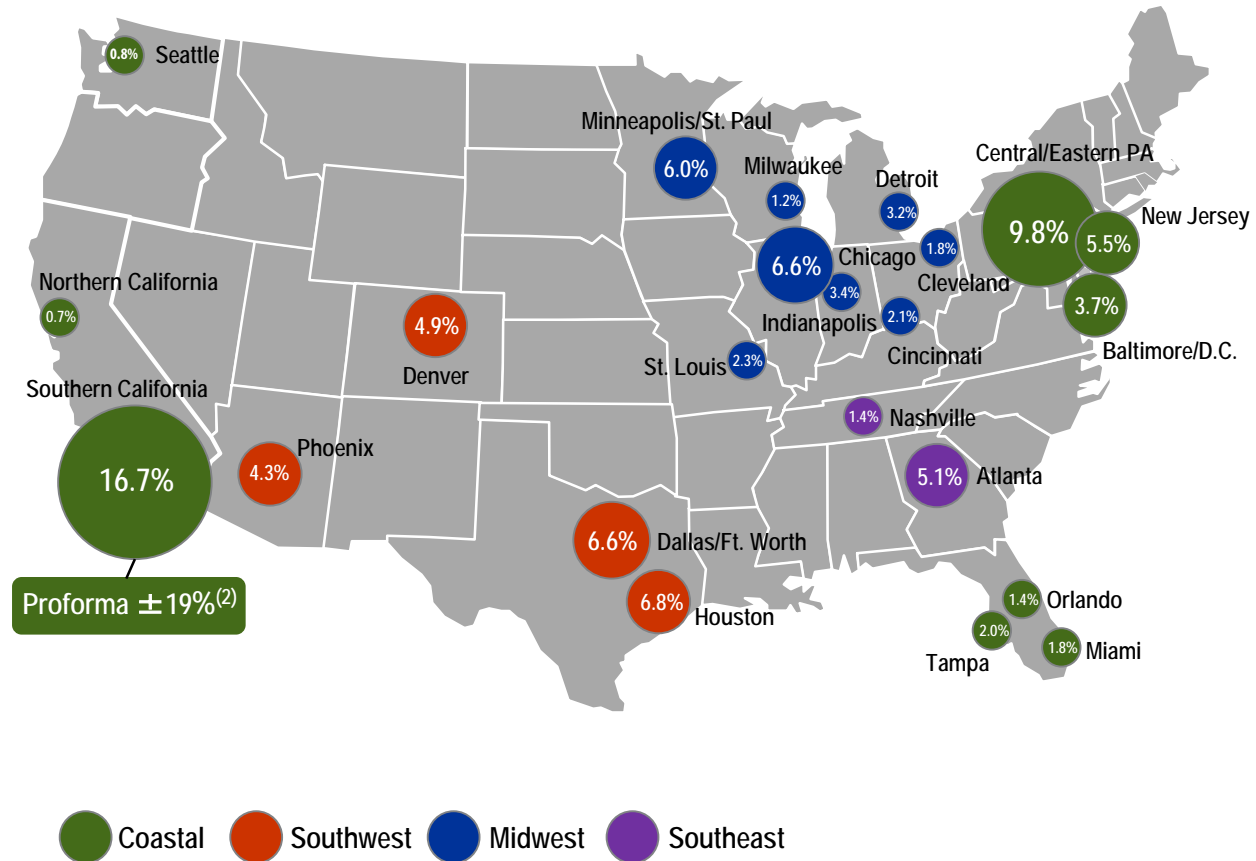 0.8% Seattle
Minneapolis/St. Paul
6.0%
Milwaukee
1.2%
Detroit
3.2%
Central/Eastern PA
9.8%
New Jersey
5.5%
Chicago
6.6%
1.8%
Cleveland
3.4%
Indianapolis
2.1%
Cincinnati
3.7%
Baltimore/D.C.
Northern California
0.7%
4.9%
Denver
St. Louis 2.3%
Southern California
16.7%
Proforma ±19%(2)
Phoenix
4.3%
1.4% Nashville
5.1% Atlanta
6.6% Dallas/Ft. Worth
6.8%
Houston
1.4% Orlando
2.0%
Tampa
1.8% Miami
Coastal Southwest Midwest Southeast